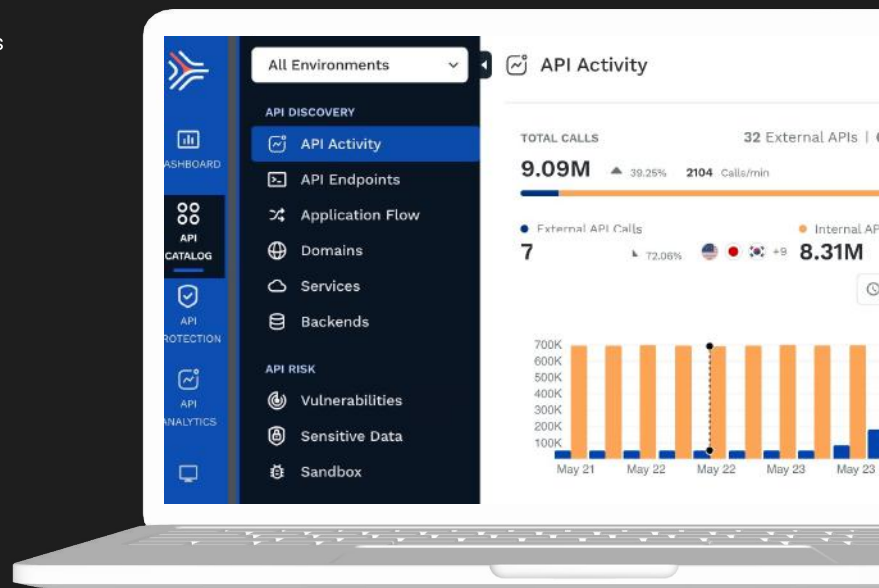 s
All Environments
API Activity
API DISCOVERY
API Activity
API Endpoints
Application Flow
Domains
Services
Backends
API RISK
Vulnerabilities
Sensitive Data
Sandbox
ASHBOARD
API
CATALOG
API
ROTECTION
API
NALYTICS
TOTAL CALLS
32 External APIs |
9.09M 39.25% 2104 Calls/min
External API Calls
Internal AP
7 72.06% +9 8.31M
700K
600K
500K
400K
300K
200K
100K
May 21 May 22 May 22 May 23 May 23